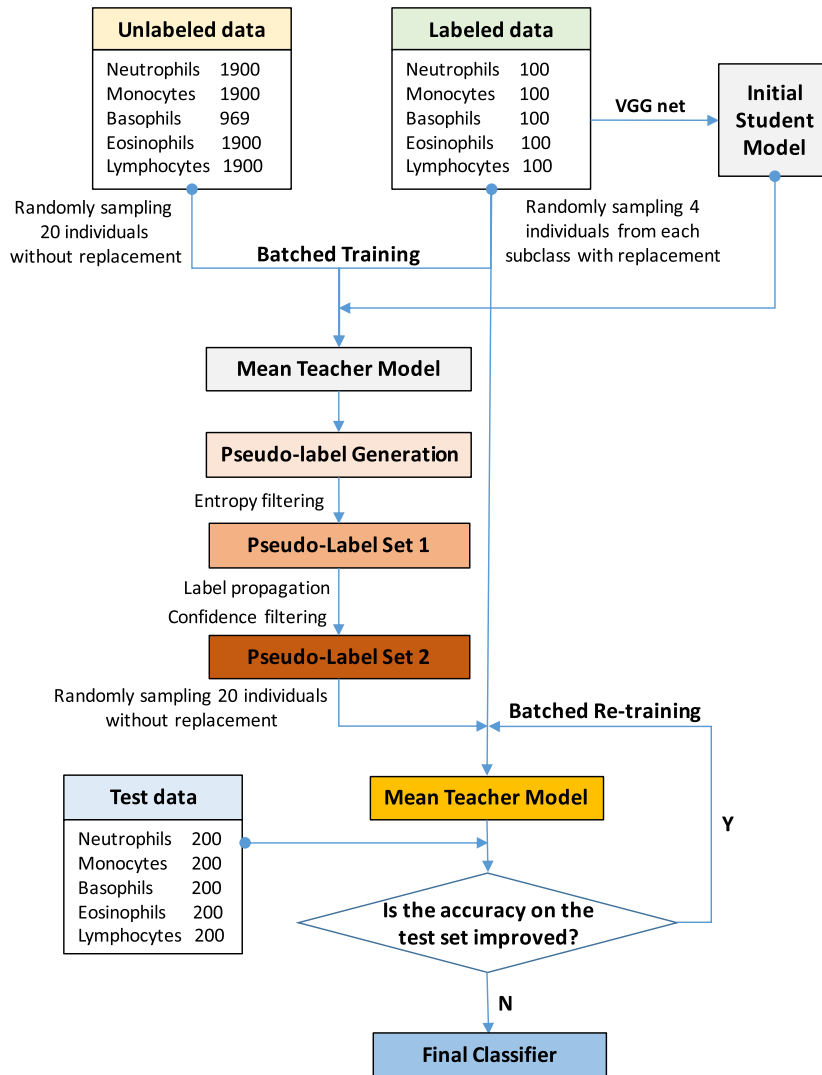 Unlabeled data
Neutrophils 1900
Monocytes 1900
Basophils 969
Eosinophils 1900
Lymphocytes 1900
Labeled data
Neutrophils 100
Monocytes 100
Basophils 100
Eosinophils 100
Lymphocytes 100
VGG net
Initial
Student
Model
Randomly sampling
20 individuals
without replacement
Randomly sampling 4
individuals from each
subclass with replacement
Batched Training
Mean Teacher Model
Pseudo-label Generation
Entropy filtering
Pseudo-Label Set 1
Label propagation
Confidence filtering
Pseudo-Label Set 2
Randomly sampling 20 individuals
without replacement
Batched Re-training
Mean Teacher Model
Test data
Neutrophils 200
Monocytes 200
Basophils 200
Eosinophils 200
Lymphocytes 200
Y
Is the accuracy on the
test set improved?
N
Final Classifier